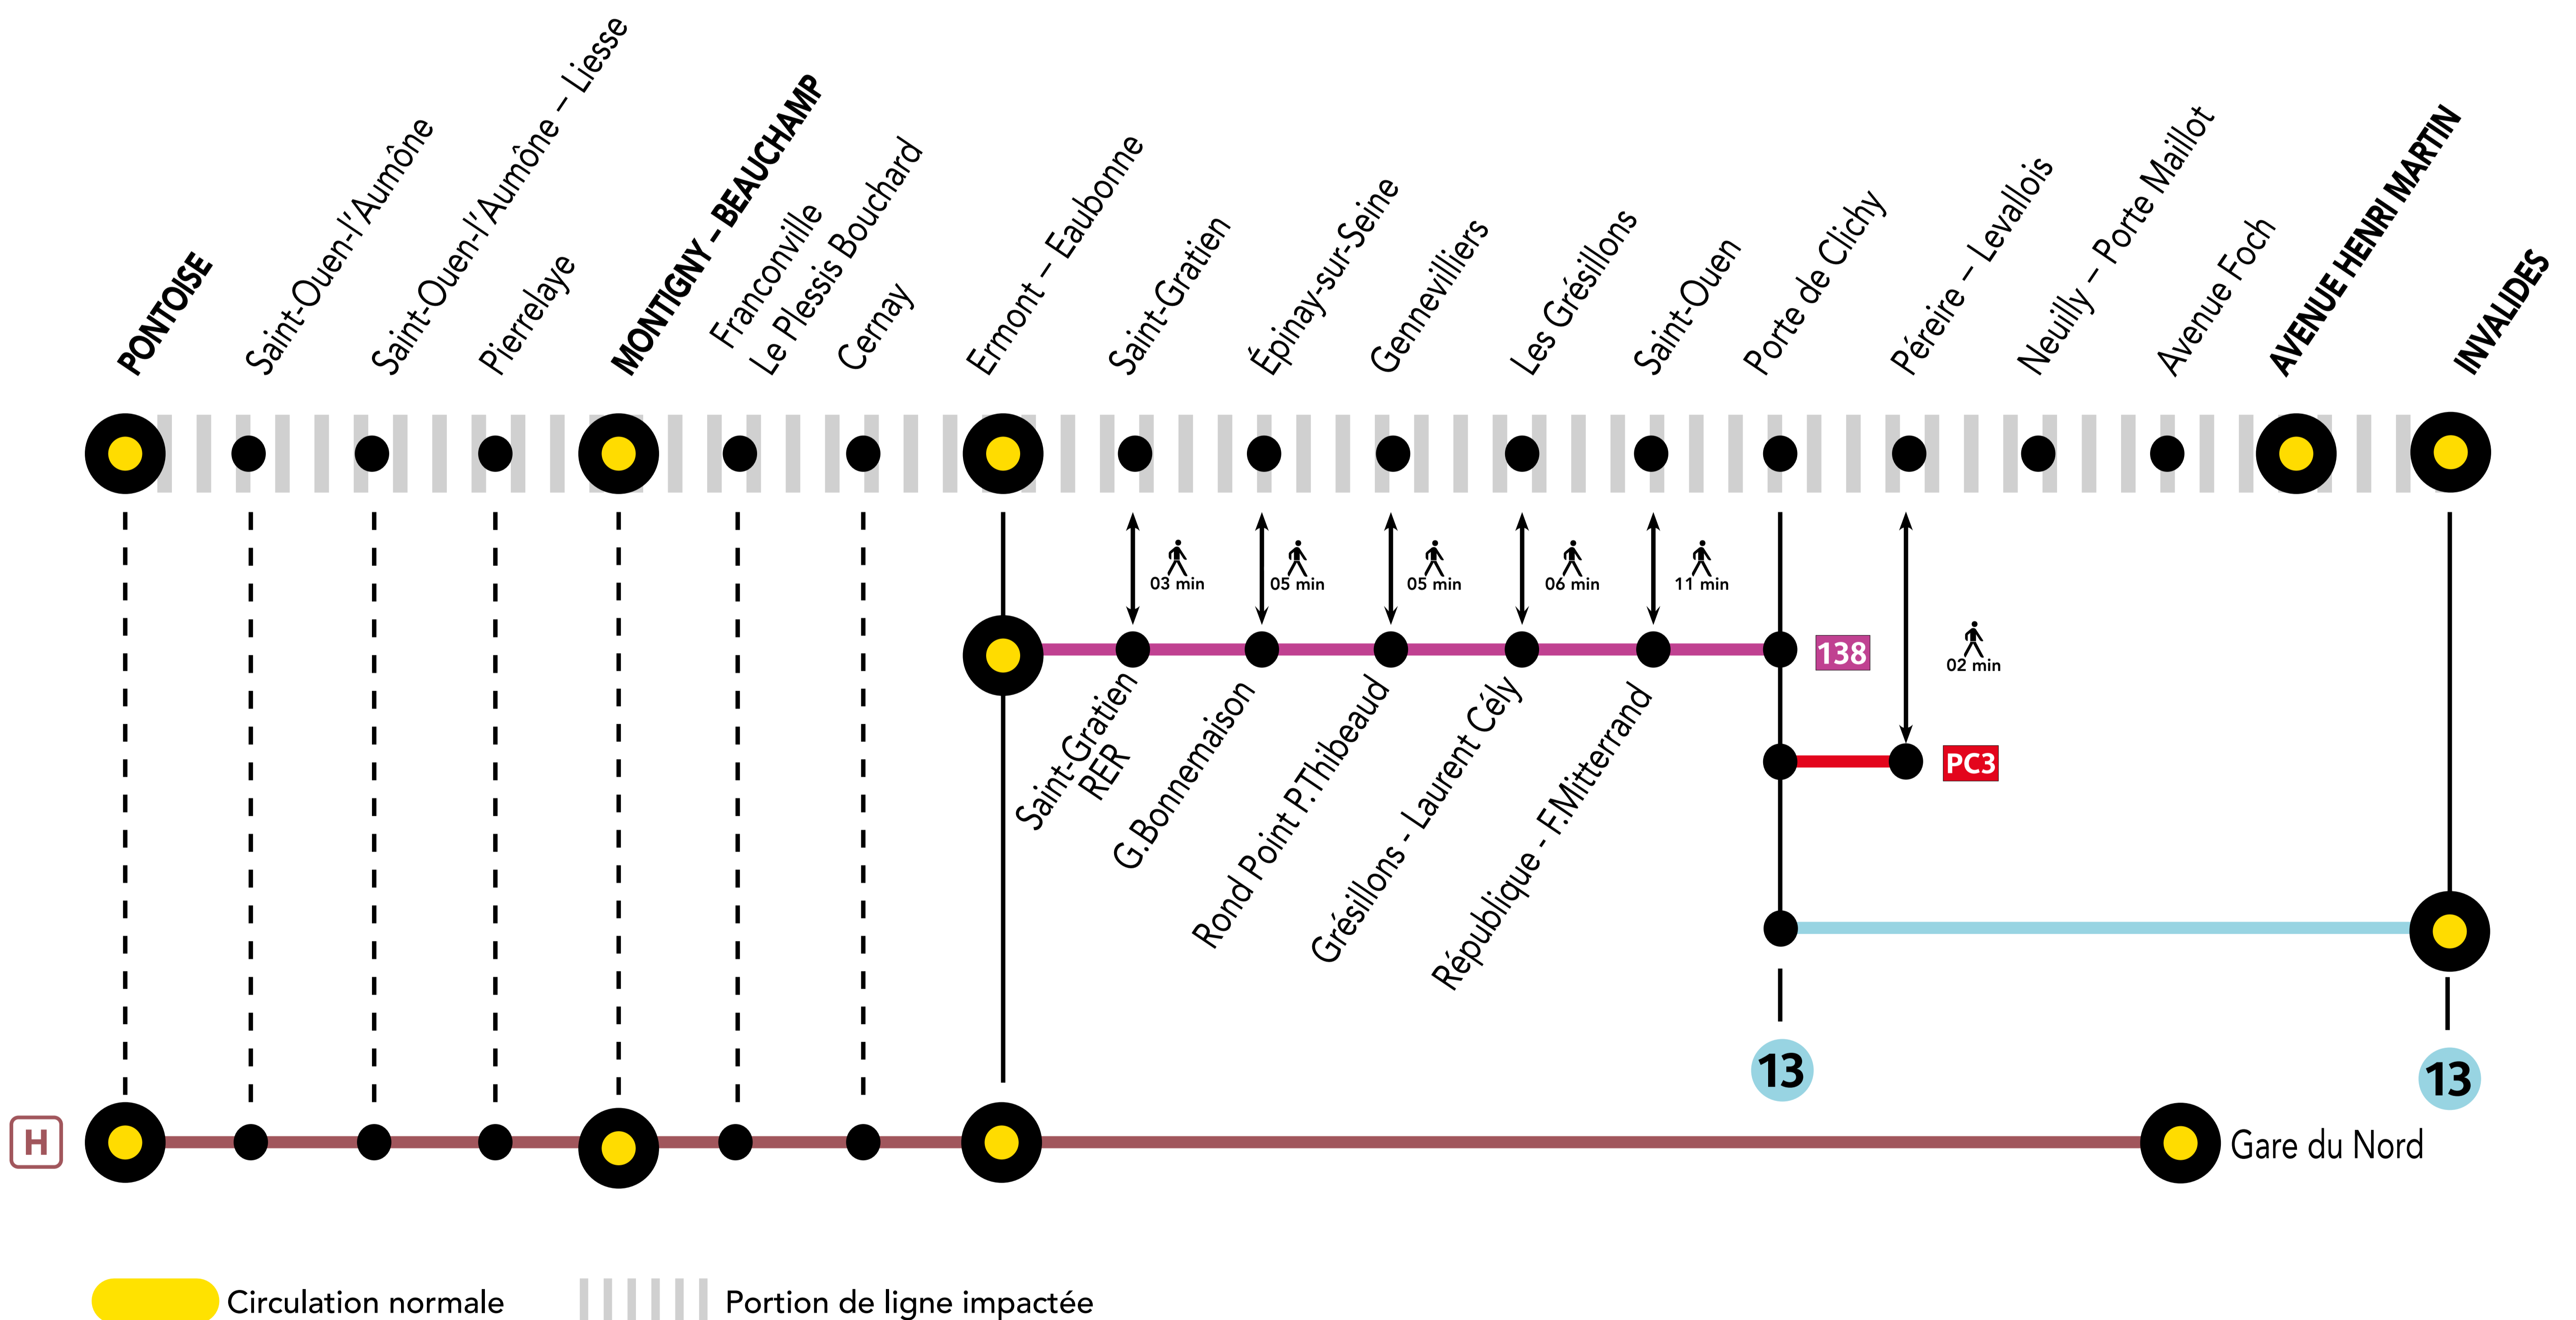 PONTOISE
Saint-Ouen-l'Aumône
Saint-Ouen-l'Aumône – Liesse
Pierrelaye
MONTIGNY – BEAUCHAMP
Franconville
Le Plessis Bouchard
Cernay
Ermont – Eaubonne
Saint-Gratien
Épinay-sur-Seine
Gennevilliers
Les Grésillons
Saint-Ouen
Porte de Clichy
Péreire – Levallois
Neuilly – Porte Maillot
Avenue Foch
AVENUE HENRI MARTIN
INVALIDES
03 min
05 min
05 min
06 min
11 min
138
02 min
Saint-Gratien
RER
G.Bonnemaison
Rond Point P.Thibeaud
Grésillons - Laurent Cély
République - F.Mitterrand
PC3
13
13
H
Gare du Nord
Circulation normale
Portion de ligne impactée